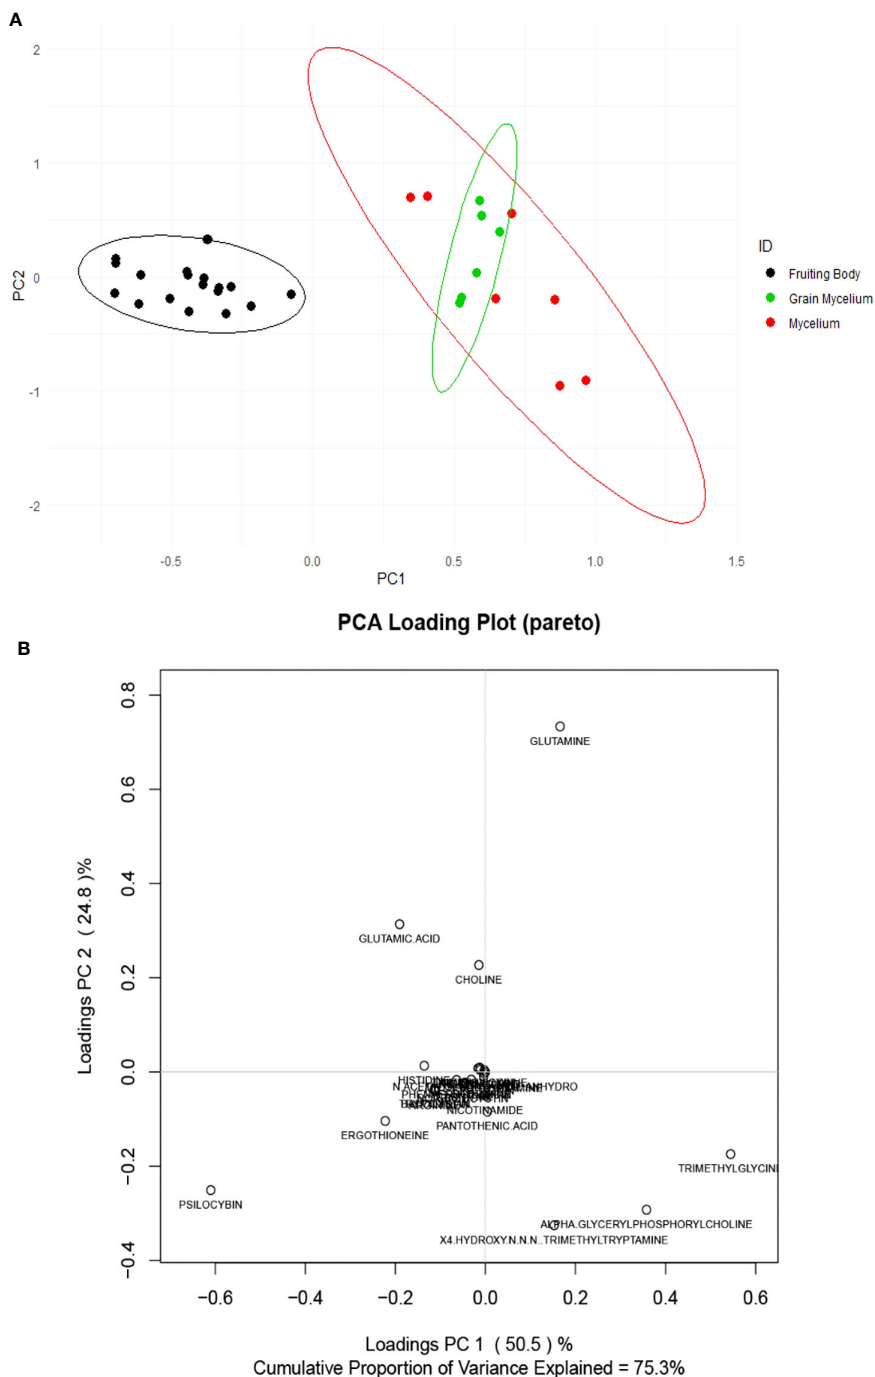 A
2
1
0
-1
-2
PC2
-0.5
0.0
0.5
1.0
1.5
PC1
ID
Fruiting Body
Grain Mycelium
Mycelium
PCA Loading Plot (pareto)
B
0.8
0.6
0.4
0.2
0.0
−0.2
−0.4
Loadings PC 2 ( 24.8 )%
GLUTAMINE
GLUTAMIC.ACID
CHOLINE
HISTIDINE
NICOTINAMIDE
PANTOTHENIC.ACID
ERGOTHIONEINE
TRIMETHYLGYCINI
PSILOCYBIN
ALPHA.GLYCERYLPHOSPHORYLCHOLINE
X4.HYDROXY.N.N.N..TRIMETHYLTRYPTAMINE
−0.6
−0.4
−0.2
0.0
0.2
0.4
0.6
Loadings PC 1 ( 50.5 ) %
Cumulative Proportion of Variance Explained = 75.3%